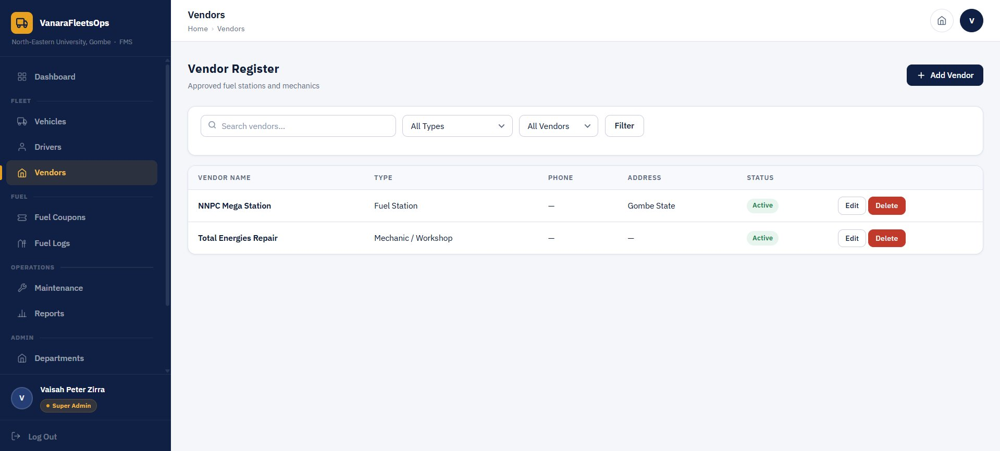 VanaraFleetsOps
North-Eastern University, Gombe · FMS
Dashboard
FLEET
Vehicles
Drivers
Vendors
FUEL
Fuel Coupons
Fuel Logs
OPERATIONS
Maintenance
Reports
ADMIN
Departments
V
Vaisah Peter Zirra
Super Admin
Log Out
Vendors
Home › Vendors
V
Vendor Register
Approved fuel stations and mechanics
+ Add Vendor
Search vendors...
All Types
All Vendors
Filter
VENDOR NAME TYPE PHONE ADDRESS STATUS
NNPC Mega Station Fuel Station — Gombe State Active Edit Delete
Total Energies Repair Mechanic / Workshop — — Active Edit Delete